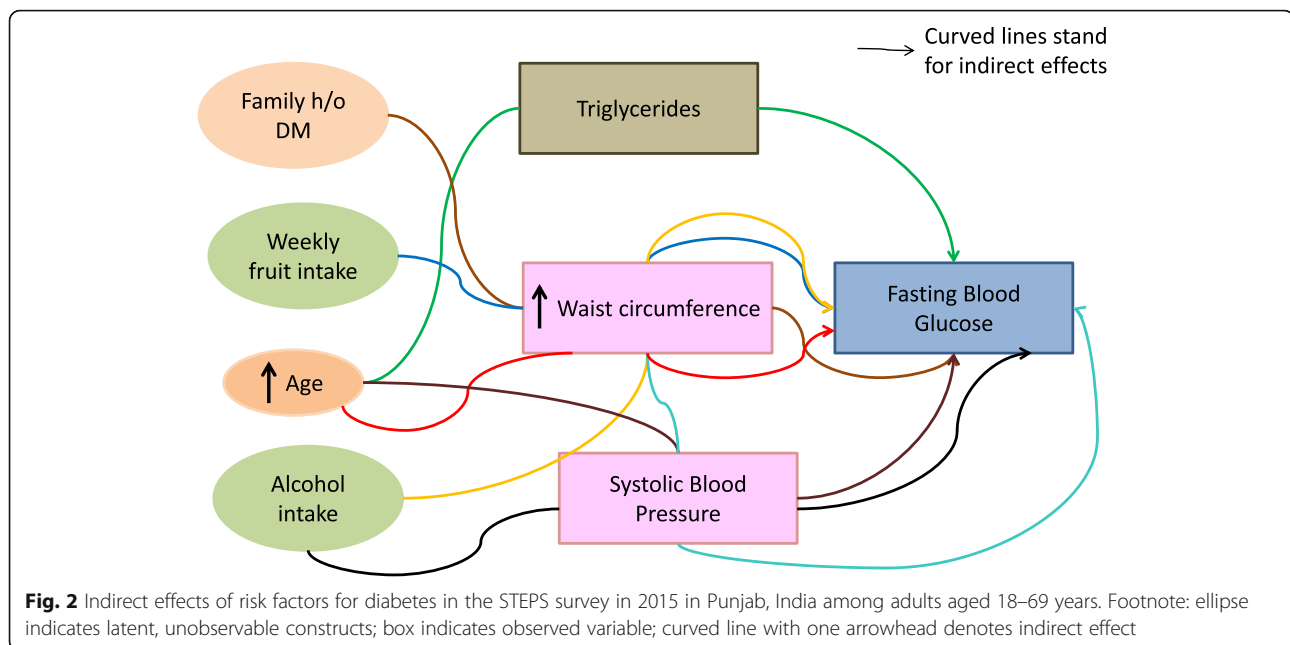 Curved lines stand
for indirect effects
Family h/o
DM
Triglycerides
Weekly
fruit intake
Waist circumference
Fasting Blood
Glucose
Age
Alcohol
intake
Systolic Blood
Pressure
Fig. 2 Indirect effects of risk factors for diabetes in the STEPS survey in 2015 in Punjab, India among adults aged 18–69 years. Footnote: ellipse
indicates latent, unobservable constructs; box indicates observed variable; curved line with one arrowhead denotes indirect effect